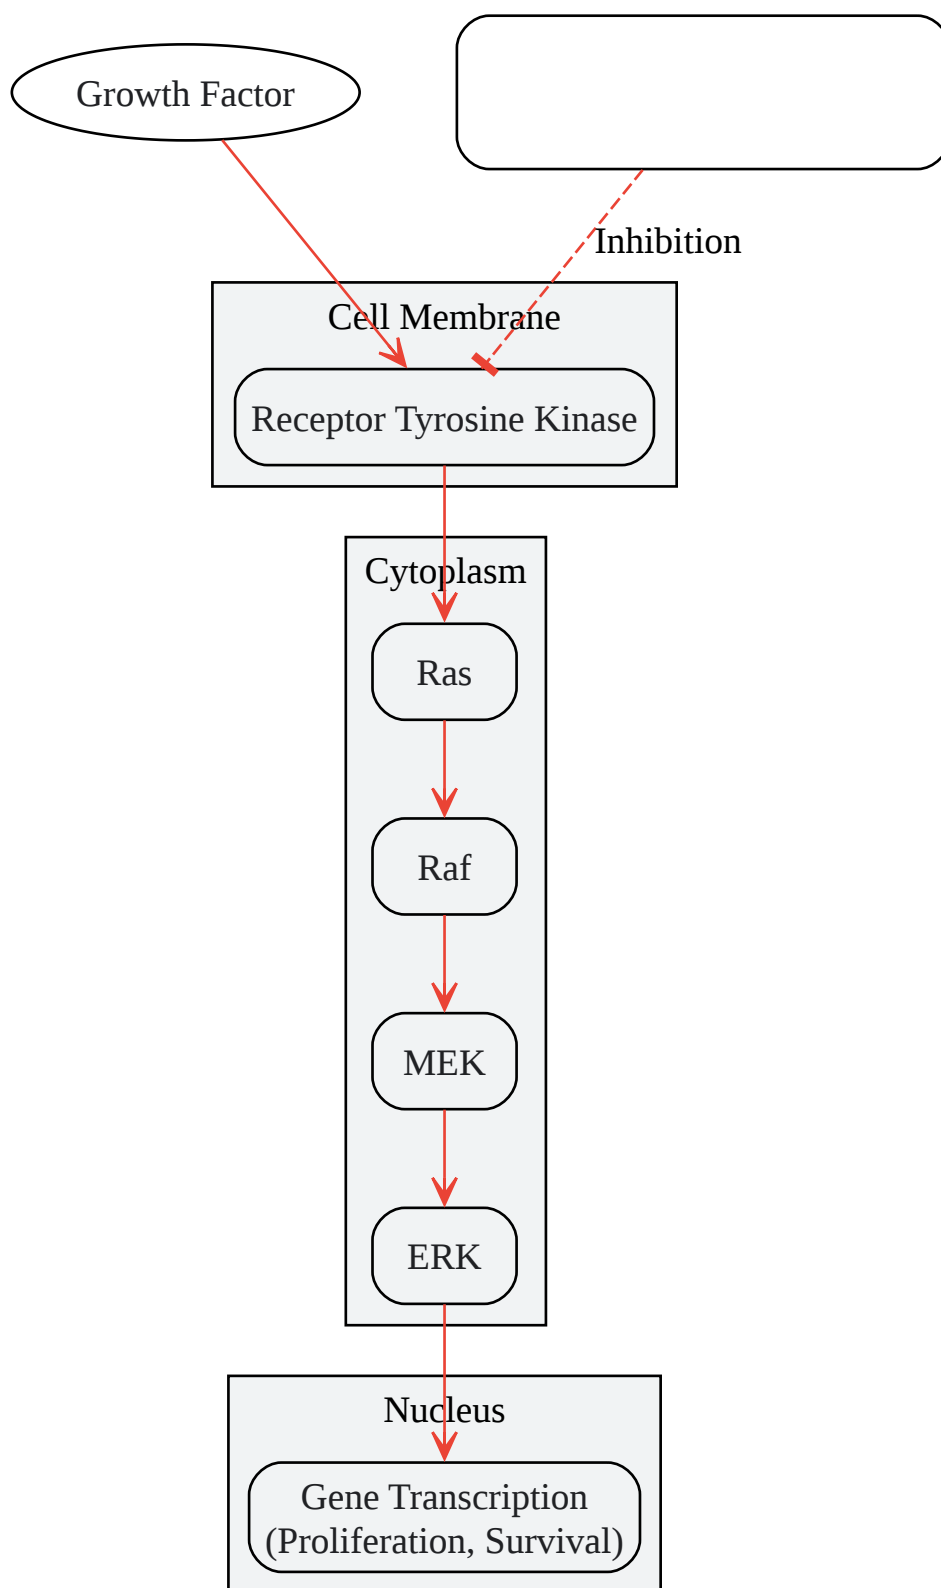 Growth Factor
Inhibition
Cell Membrane
Receptor Tyrosine Kinase
Cytoplasm
Ras
Raf
MEK
ERK
Nucleus
Gene Transcription
(Proliferation, Survival)